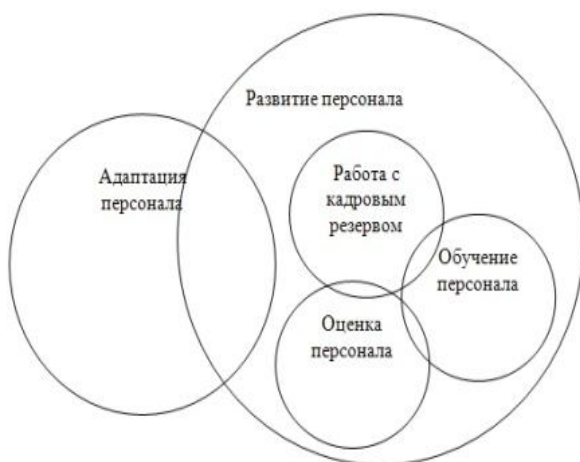 Развитие персонала
Адаптация
персонала
Работа с
кадровым
резервом
Обучение
персонала
Оценка
персонала